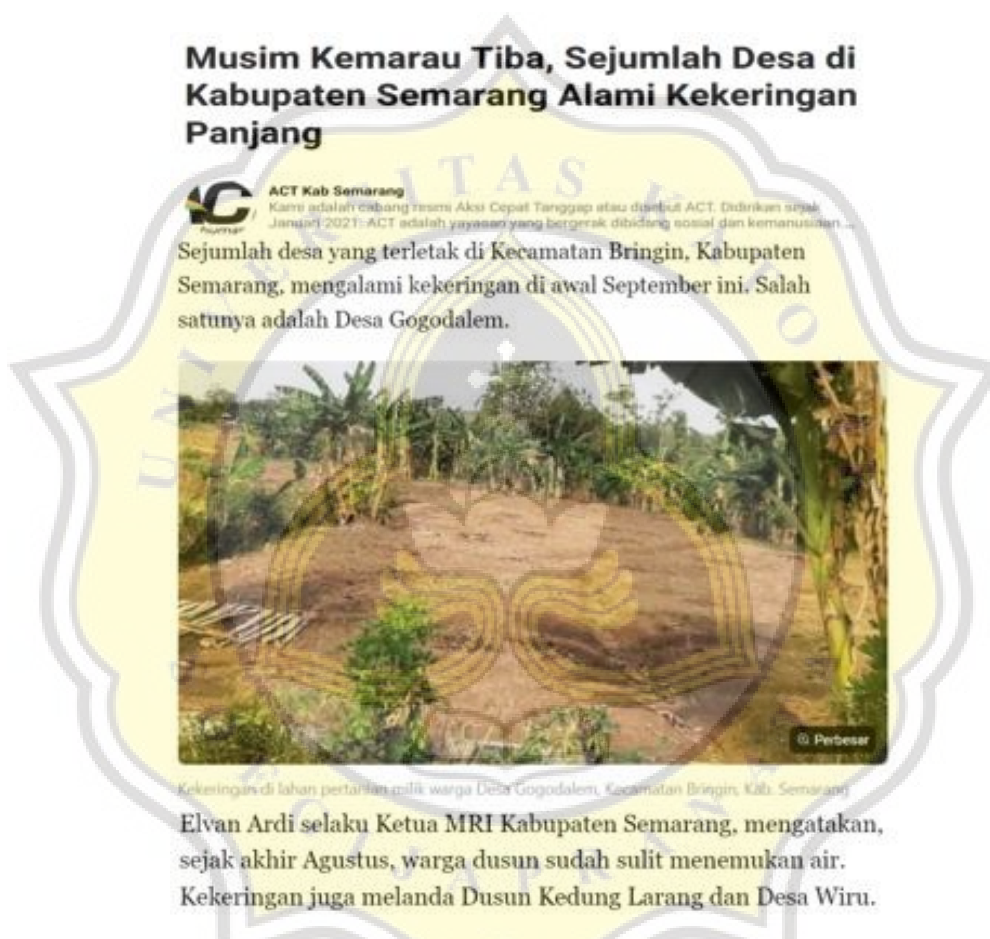 Musim Kemarau Tiba, Sejumlah Desa di
Kabupaten Semarang Alami Kekeringan
Panjang
ACT Kab Semarang
Kami adalah cabang resmi Aksi Cepat Tanggap atau disebut ACT. Didirikan sejak
Januari 2021. ACT adalah yayasan yang bergerak dibidang sosial dan kemanusiaan....
Sejumlah desa yang terletak di Kecamatan Bringin, Kabupaten
Semarang, mengalami kekeringan di awal September ini. Salah
satunya adalah Desa Gogodalem.
Perbesar
Kekeringan di lahan pertanian milik warga Desa Gogodalem, Kecamatan Bringin, Kab. Semarang
Elvan Ardi selaku Ketua MRI Kabupaten Semarang, mengatakan,
sejak akhir Agustus, warga dusun sudah sulit menemukan air.
Kekeringan juga melanda Dusun Kedung Larang dan Desa Wiru.